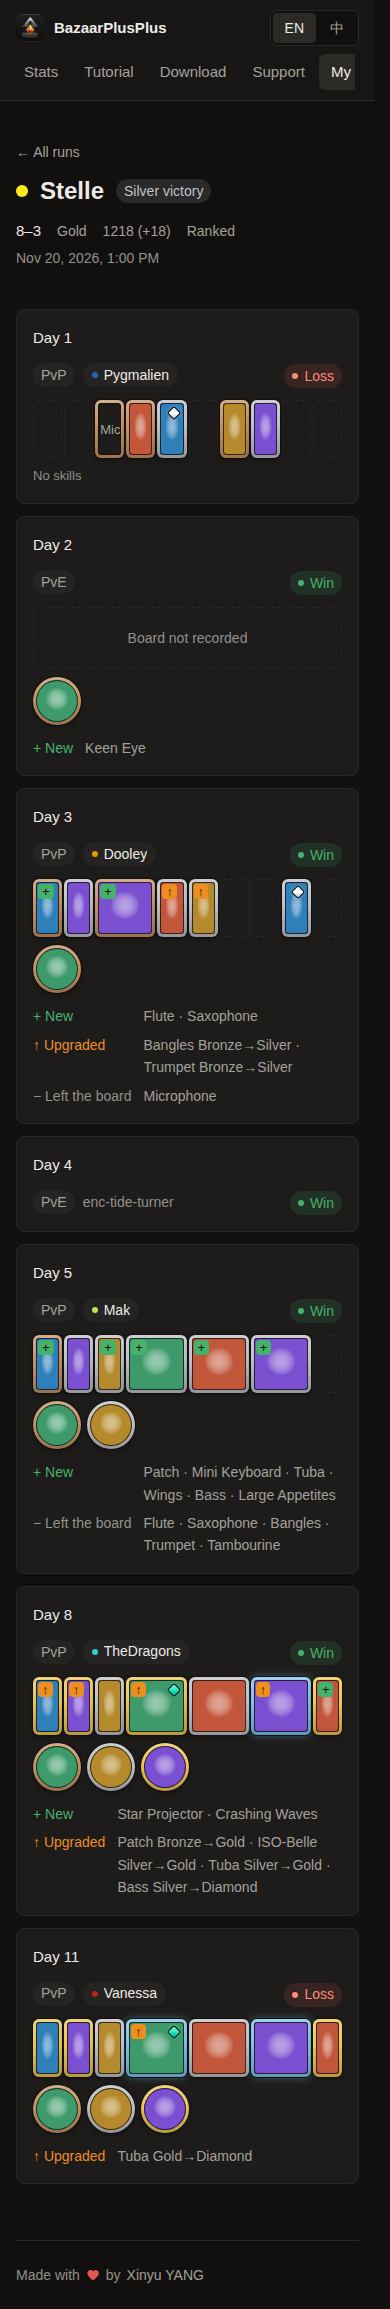 BazaarPlusPlus
EN 中
Stats Tutorial Download Support My
← All runs
Stelle Silver victory
8–3 Gold 1218 (+18) Ranked
Nov 20, 2026, 1:00 PM
Day 1
PvP Pygmalien Loss
Mic
No skills
Day 2
PvE Win
Board not recorded
+ New Keen Eye
Day 3
PvP Dooley Win
+ + ↑ ↑
+ New Flute · Saxophone
↑ Upgraded Bangles Bronze→Silver ·
Trumpet Bronze→Silver
− Left the board Microphone
Day 4
PvE enc-tide-turner Win
Day 5
PvP Mak Win
+ + + + +
+ New Patch · Mini Keyboard · Tuba ·
Wings · Bass · Large Appetites
− Left the board Flute · Saxophone · Bangles ·
Trumpet · Tambourine
Day 8
PvP TheDragons Win
↑ ↑ ↑ ↑ +
+ New Star Projector · Crashing Waves
↑ Upgraded Patch Bronze→Gold · ISO-Belle
Silver→Gold · Tuba Silver→Gold ·
Bass Silver→Diamond
Day 11
PvP Vanessa Loss
↑
↑ Upgraded Tuba Gold→Diamond
Made with ♥ by Xinyu YANG